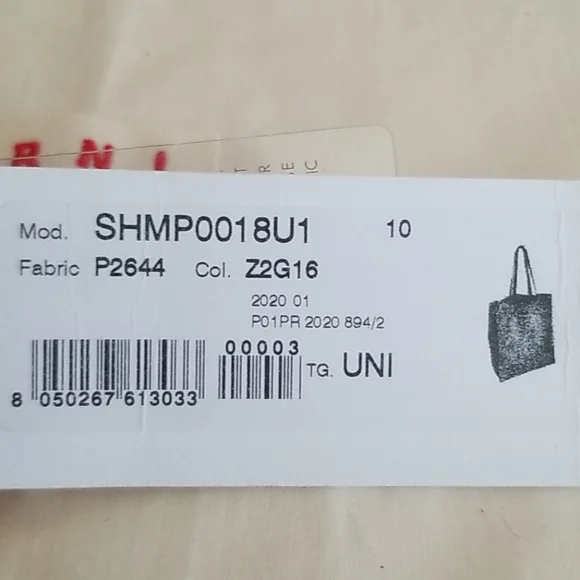 RNI
Mod. SHMP0018U1 10
Fabric P2644 Col. Z2G16
2020 01
P01PR 2020 894/2
00003
TG. UNI
8 050267 613033